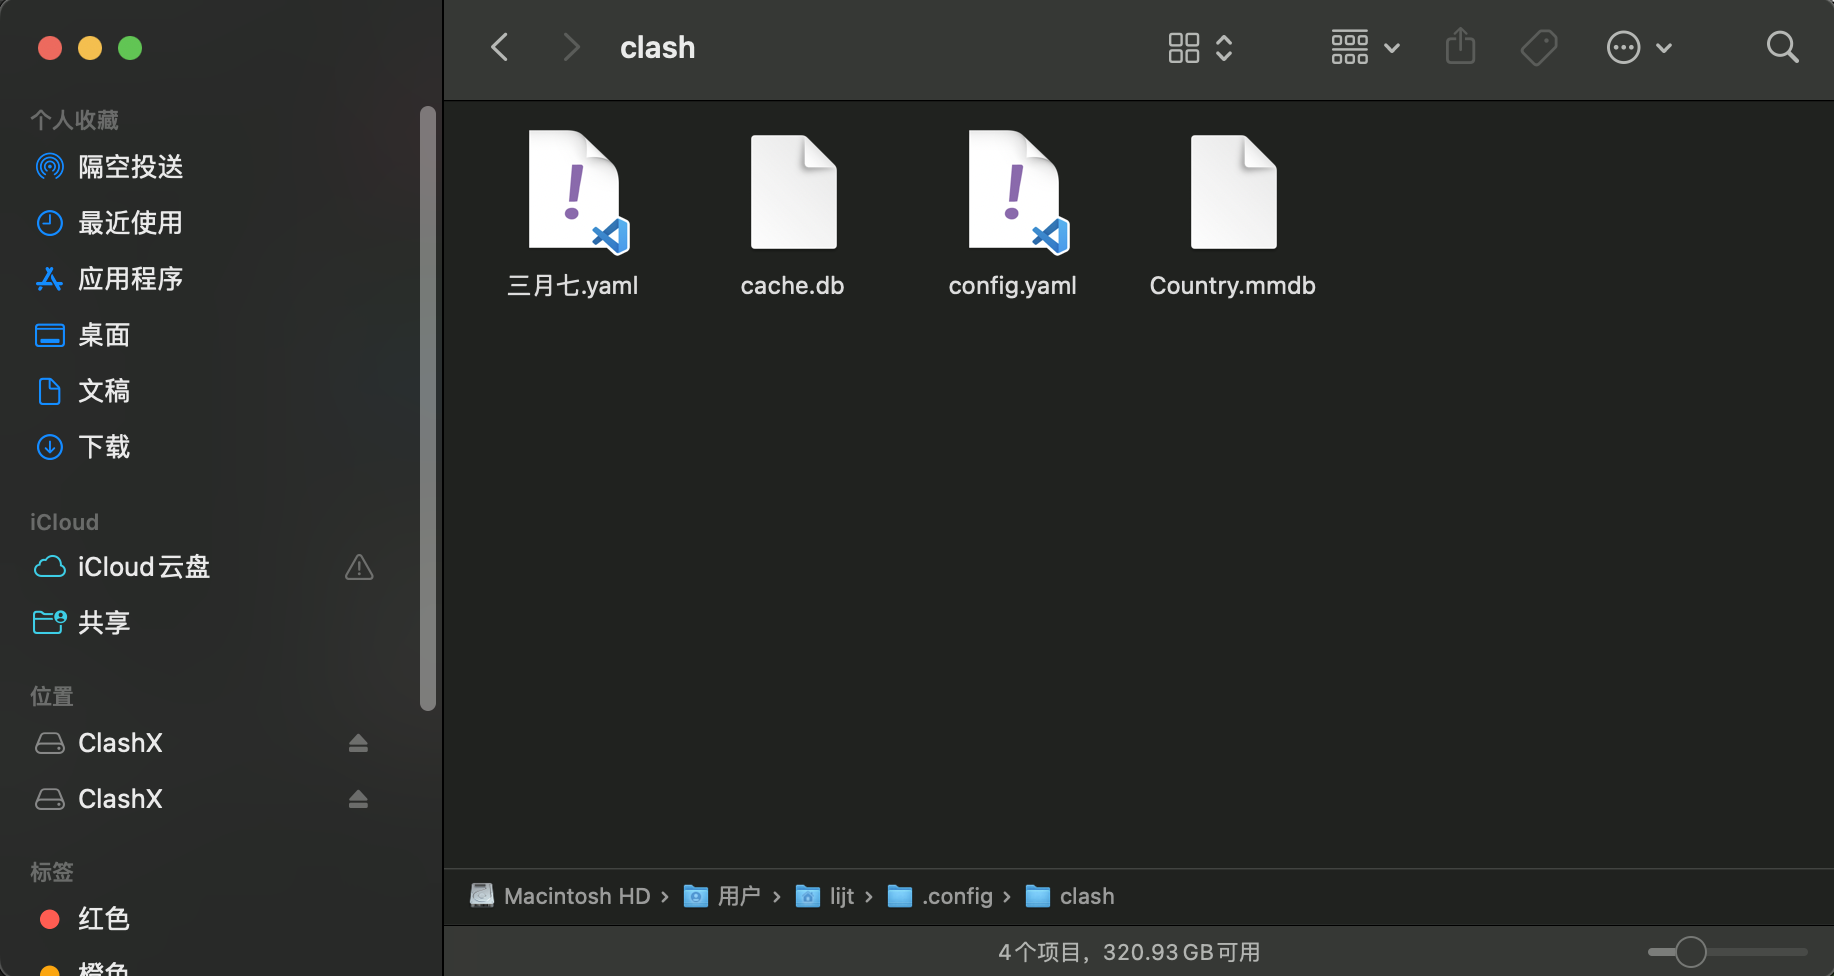 clash
个人收藏
隔空投送
最近使用
应用程序
桌面
文稿
下载
iCloud
iCloud云盘
共享
位置
ClashX
ClashX
标签
红色
橙色
三月七.yaml
cache.db
config.yaml
Country.mmdb
Macintosh HD › 用户 › lijt › .config › clash
4个项目，320.93 GB可用